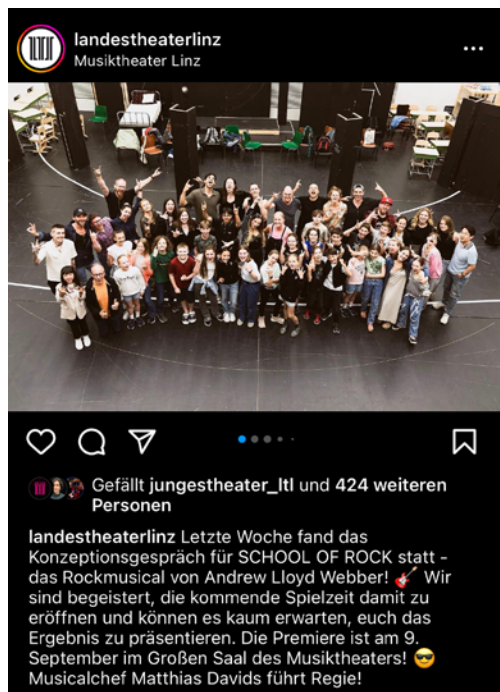 landestheaterlinz
Musiktheater Linz
Gefällt jungestheater_ltl und 424 weiteren
Personen
landestheaterlinz Letzte Woche fand das
Konzeptionsgespräch für SCHOOL OF ROCK statt –
das Rockmusical von Andrew Lloyd Webber! 🎸 Wir
sind begeistert, die kommende Spielzeit damit zu
eröffnen und können es kaum erwarten, euch das
Ergebnis zu präsentieren. Die Premiere ist am 9.
September im Großen Saal des Musiktheaters! 😎
Musicalchef Matthias Davids führt Regie!